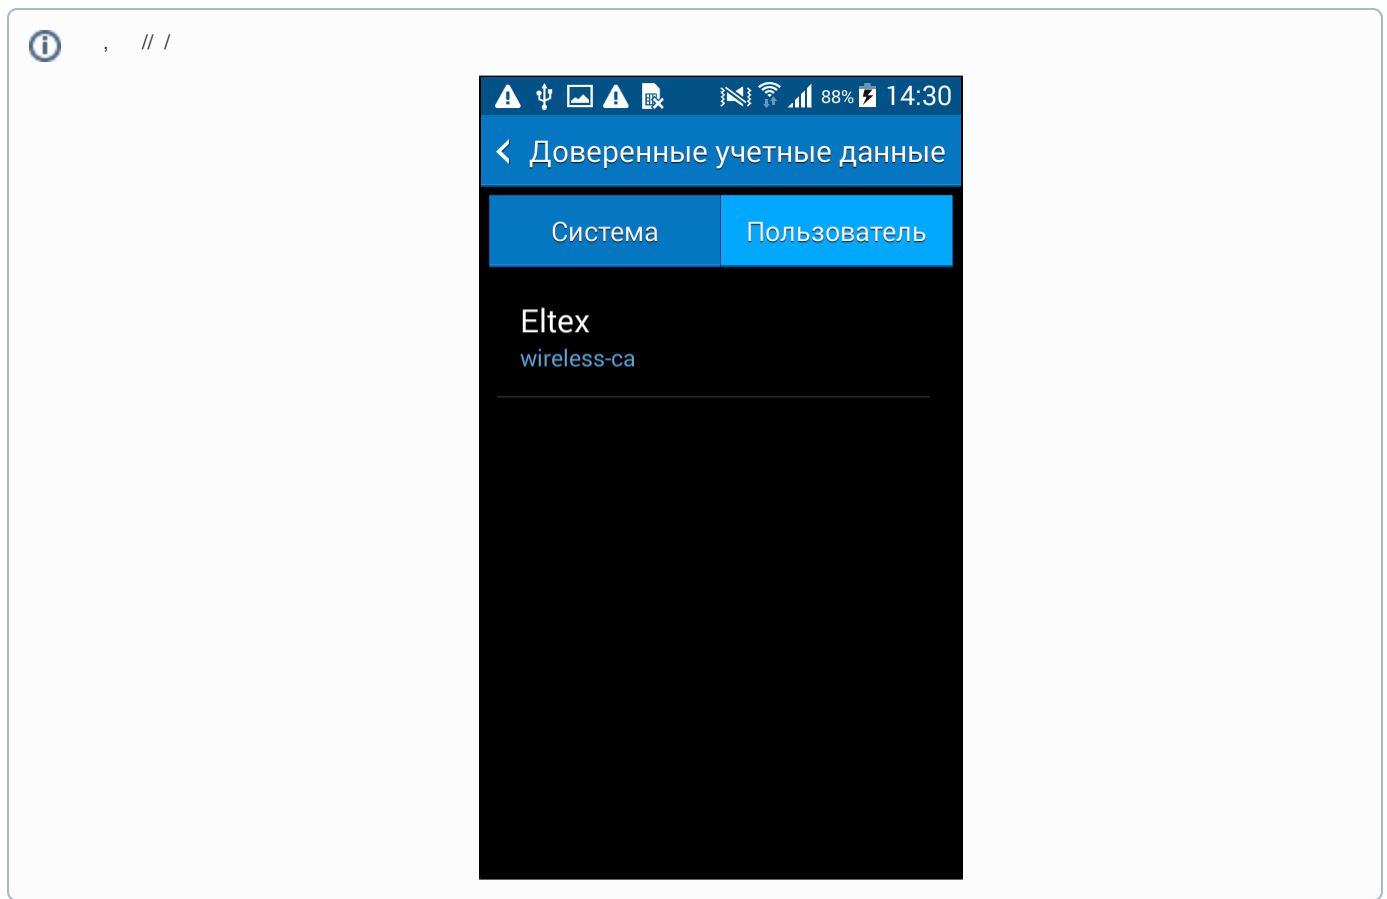 , // /
88% 14:30
Доверенные учетные данные
Система Пользователь
Eltex
wireless-ca